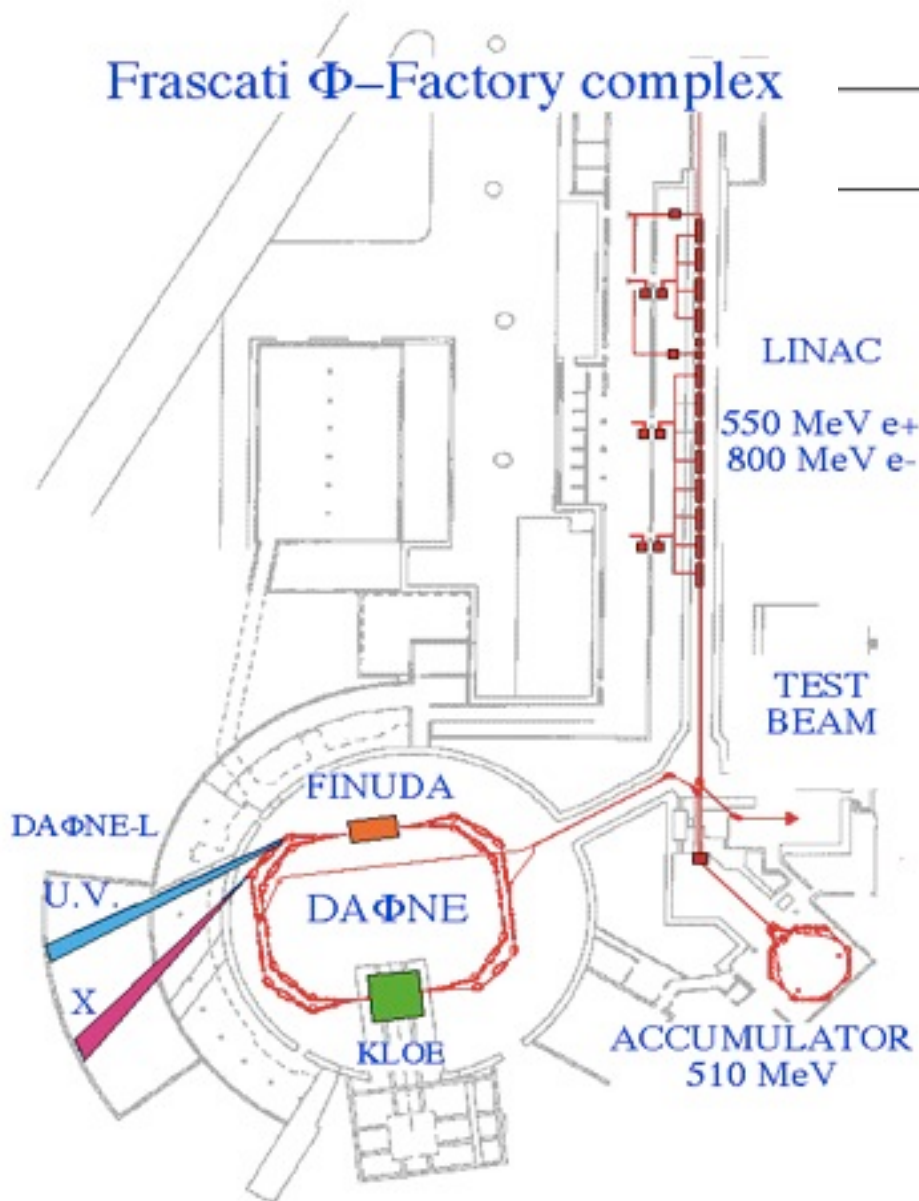 Frascati Φ–Factory complex
LINAC
550 MeV e+
800 MeV e-
TEST
BEAM
FINUDA
DAΦNE-L
U.V.
DAΦNE
X
KLOE
ACCUMULATOR
510 MeV